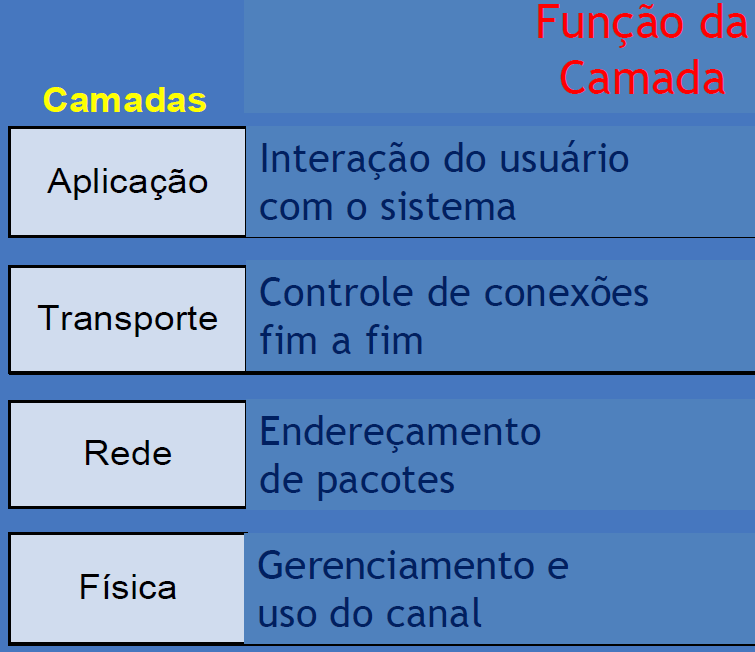 Função da
Camada
Camadas
Aplicação
Interação do usuário
com o sistema
Transporte
Controle de conexões
fim a fim
Rede
Endereçamento
de pacotes
Física
Gerenciamento e
uso do canal